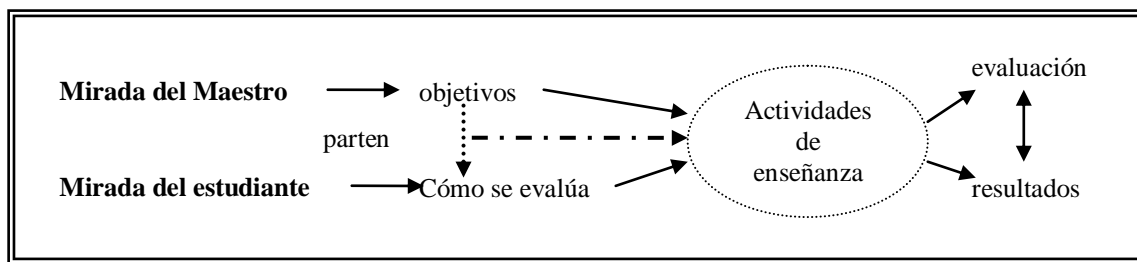 evaluación
Mirada del Maestro
objetivos
Actividades
de
enseñanza
parten
Mirada del estudiante
Cómo se evalúa
resultados